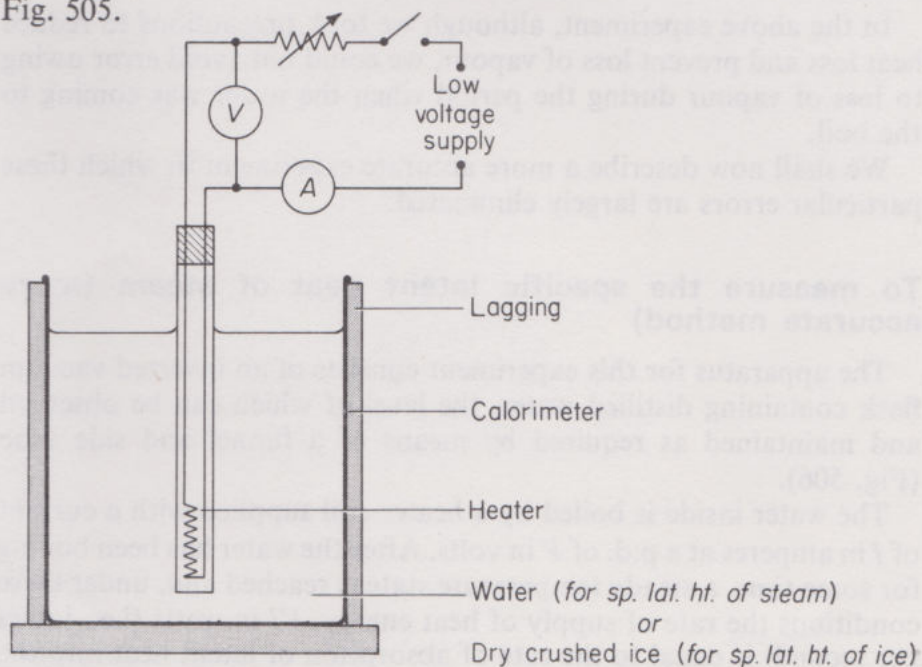 Fig. 505.
Low
voltage
supply
V
A
Lagging
Calorimeter
Heater
Water (for sp. lat. ht. of steam)
or
Dry crushed ice (for sp. lat. ht. of ice)